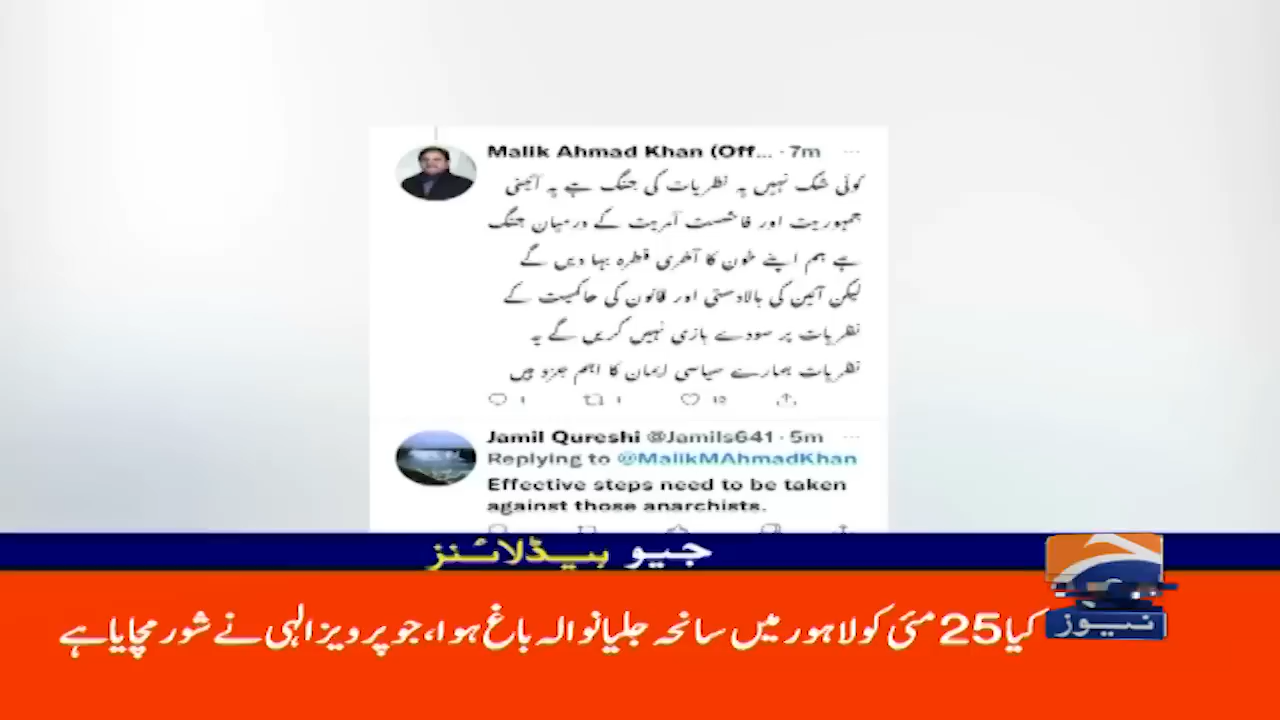 Malik Ahmad Khan (Off... · 7m ...
کوئی شک نہیں یہ نظریات کی جنگ ہے یہ آئینی
جمہوریت اور فاشسٹ آمریت کے درمیان جنگ
ہے ہم اپنے خون کا آخری قطرہ بہا دیں گے
لیکن آئین کی بالادستی اور قانون کی حاکمیت کے
نظریات پر سودے بازی نہیں کریں گے یہ
نظریات ہمارے سیاسی ایمان کا اہم جزو ہیں
1 1 10
Jamil Qureshi @Jamils641 · 5m ...
Replying to @MalikMAhmadKhan
Effective steps need to be taken
against those anarchists.
جیو ہیڈلائنز
کیا 25 مئی کو لاہور میں سانحہ جلیانوالہ باغ ہوا، جو پرویز الٰہی نے شور مچایا ہے
نیوز